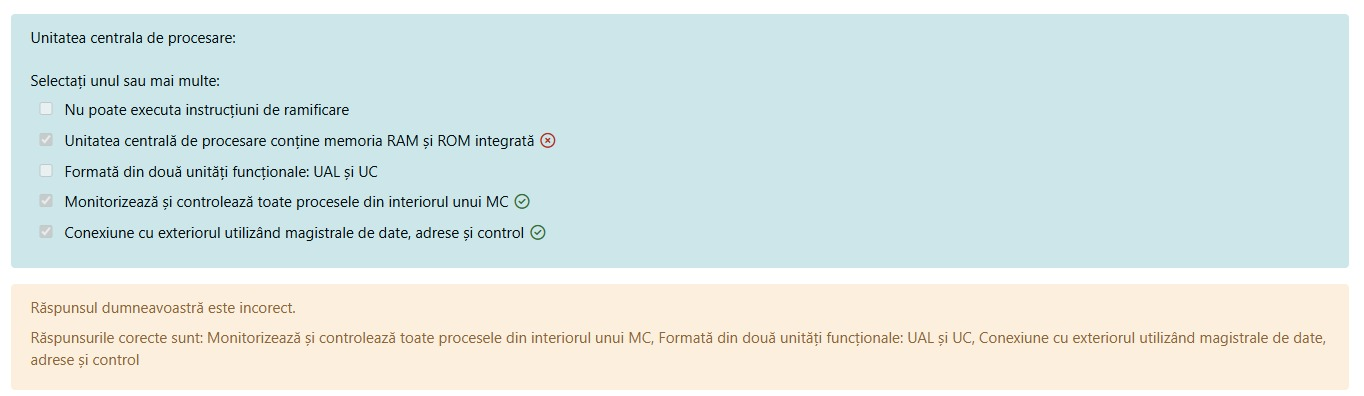 Unitatea centrala de procesare:
Selectați unul sau mai multe:
Nu poate executa instrucțiuni de ramificare
Unitatea centrală de procesare conține memoria RAM și ROM integrată
Formată din două unități funcționale: UAL și UC
Monitorizează și controlează toate procesele din interiorul unui MC
Conexiune cu exteriorul utilizând magistrale de date, adrese și control
Răspunsul dumneavoastră este incorect.
Răspunsurile corecte sunt: Monitorizează și controlează toate procesele din interiorul unui MC, Formată din două unități funcționale: UAL și UC, Conexiune cu exteriorul utilizând magistrale de date,
adrese și control